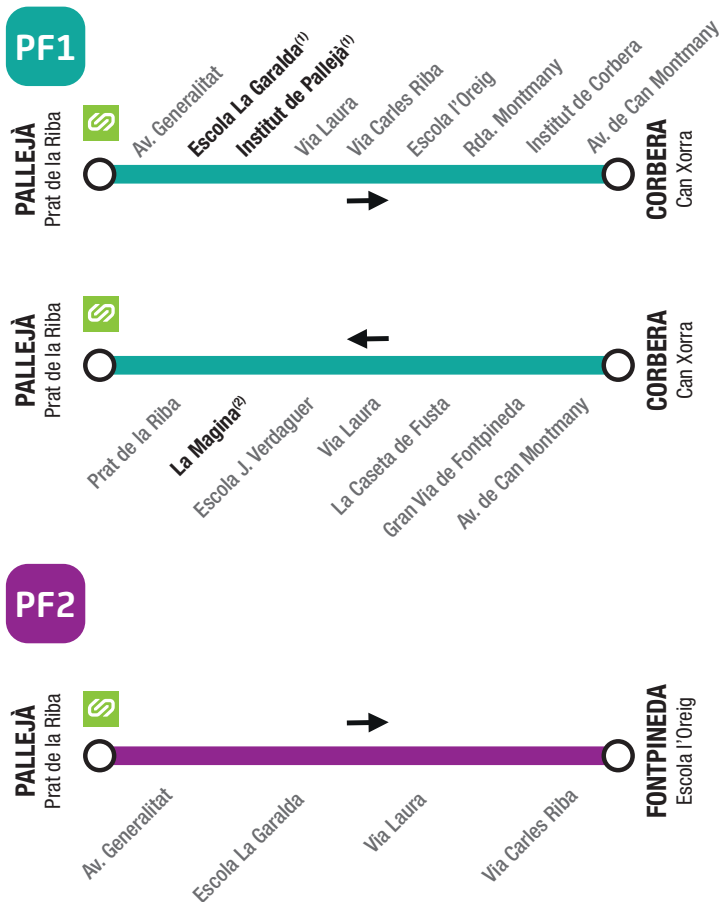 PF1
PALLEJÀ
Prat de la Riba
Av. Generalitat
Escola La Garalda(1)
Institut de Pallejà(1)
Via Laura
Via Carles Riba
Escola l'Oreig
Rda. Montmany
Institut de Corbera
Av. de Can Montmany
CORBERA
Can Xorra
PALLEJÀ
Prat de la Riba
Prat de la Riba
La Magina(2)
Escola J. Verdaguer
Via Laura
La Caseta de Fusta
Gran Via de Fontpineda
Av. de Can Montmany
CORBERA
Can Xorra
PF2
PALLEJÀ
Prat de la Riba
Av. Generalitat
Escola La Garalda
Via Laura
Via Carles Riba
FONTPINEDA
Escola l'Oreig